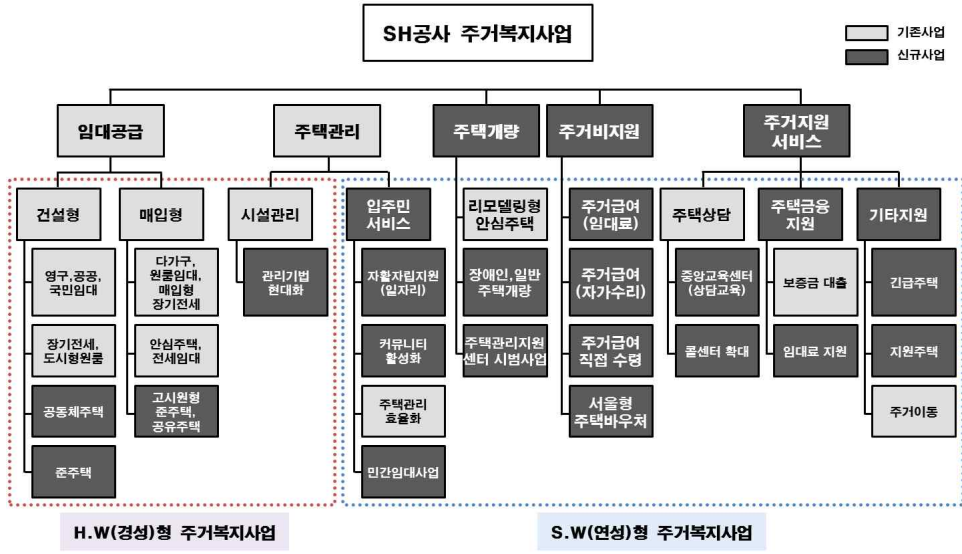 SH공사 주거복지사업
기존사업
신규사업
임대공급
주택관리
주택개량
주거비지원
주거지원
서비스
건설형
매입형
시설관리
입주민
서비스
리모델링형
안심주택
주거급여
(임대료)
주택상담
주택금융
지원
기타지원
영구,공공,
국민임대
다가구,
원룸임대,
매입형
장기전세
관리기법
현대화
자활자립지원
(일자리)
장애인,일반
주택개량
주거급여
(자가수리)
중앙교육센터
(상담교육)
보증금 대출
긴급주택
장기전세,
도시형원룸
안심주택,
전세임대
커뮤니티
활성화
주택관리지원
센터 시범사업
주거급여
직접 수령
콜센터 확대
임대료 지원
지원주택
공동체주택
고시원형
준주택,
공유주택
주택관리
효율화
서울형
주택바우처
주거이동
준주택
민간임대사업
H.W(경성)형 주거복지사업
S.W(연성)형 주거복지사업